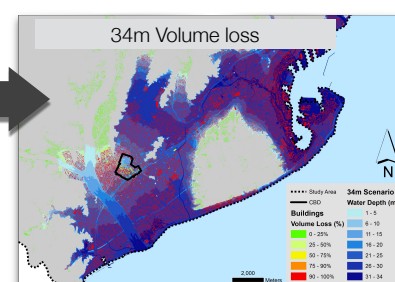 34m Volume loss
N
Study Area
CBD
Buildings
Volume Loss (%)
0 - 25%
25 - 50%
50 - 75%
75 - 90%
90 - 100%
34m Scenario
Water Depth (m
1 - 5
6 - 10
11 - 15
16 - 20
21 - 25
26 - 30
31 - 34
2,000
Meters